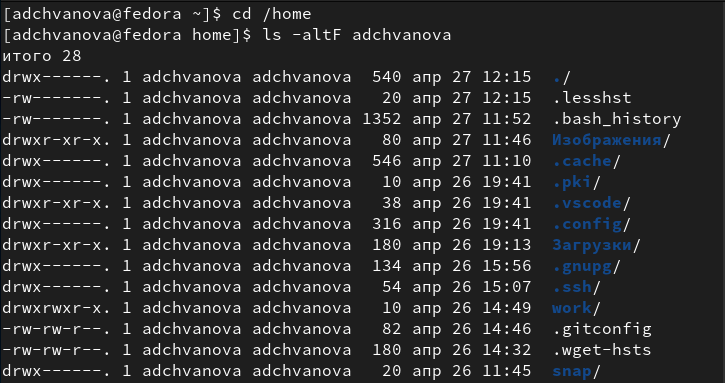 [adchvanova@fedora ~]$ cd /home
[adchvanova@fedora home]$ ls -altF adchvanova
итого 28
drwx------. 1 adchvanova adchvanova  540 апр 27 12:15  ./
-rw-------. 1 adchvanova adchvanova   20 апр 27 12:15  .lesshst
-rw-------. 1 adchvanova adchvanova 1352 апр 27 11:52  .bash_history
drwxr-xr-x. 1 adchvanova adchvanova   80 апр 27 11:46  Изображения/
drwx------. 1 adchvanova adchvanova  546 апр 27 11:10  .cache/
drwx------. 1 adchvanova adchvanova   10 апр 26 19:41  .pki/
drwxr-xr-x. 1 adchvanova adchvanova   38 апр 26 19:41  .vscode/
drwx------. 1 adchvanova adchvanova  316 апр 26 19:41  .config/
drwxr-xr-x. 1 adchvanova adchvanova  180 апр 26 19:13  Загрузки/
drwx------. 1 adchvanova adchvanova  134 апр 26 15:56  .gnupg/
drwx------. 1 adchvanova adchvanova   54 апр 26 15:07  .ssh/
drwxrwxr-x. 1 adchvanova adchvanova   10 апр 26 14:49  work/
-rw-rw-r--. 1 adchvanova adchvanova   82 апр 26 14:46  .gitconfig
-rw-rw-r--. 1 adchvanova adchvanova  180 апр 26 14:32  .wget-hsts
drwx------. 1 adchvanova adchvanova   20 апр 26 11:45  snap/